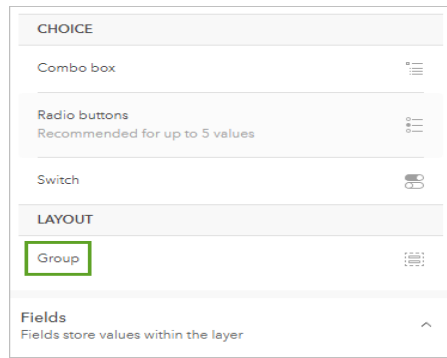 CHOICE
Combo box
Radio buttons
Recommended for up to 5 values
Switch
LAYOUT
Group
Fields
Fields store values within the layer